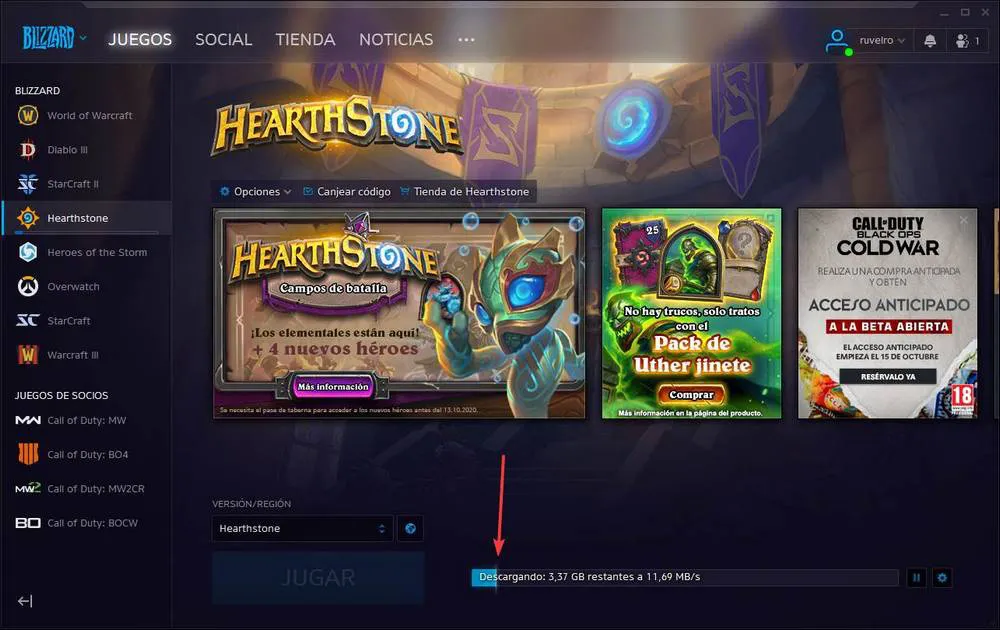 BLIZZARD
JUEGOS
SOCIAL
TIENDA
NOTICIAS
ruveiro
1
BLIZZARD
World of Warcraft
Diablo III
StarCraft II
Hearthstone
Heroes of the Storm
Overwatch
StarCraft
Warcraft III
JUEGOS DE SOCIOS
MW
Call of Duty: MW
Call of Duty: BO4
MW2
Call of Duty: MW2CR
BO
Call of Duty: BOCW
HEARTHSTONE
Opciones
Canjear código
Tienda de Hearthstone
HEARTHSTONE
Campos de batalla
¡Los elementales están aquí!
+ 4 nuevos héroes
Más información
Se necesita el pase de taberna para acceder a los nuevos héroes antes del 13.10.2020.
25
?
No hay trucos, solo tratos
con el
Pack de
Uther jinete
Comprar
Más información en la página del producto.
CALL OF DUTY
BLACK OPS
COLD WAR
REALIZA UNA COMPRA ANTICIPADA
Y OBTÉN
ACCESO ANTICIPADO
A LA BETA ABIERTA
EL ACCESO ANTICIPADO
EMPIEZA EL 15 DE OCTUBRE
RESÉRVALO YA
18
VERSIÓN/REGIÓN
Hearthstone
JUGAR
Descargando: 3,37 GB restantes a 11,69 MB/s